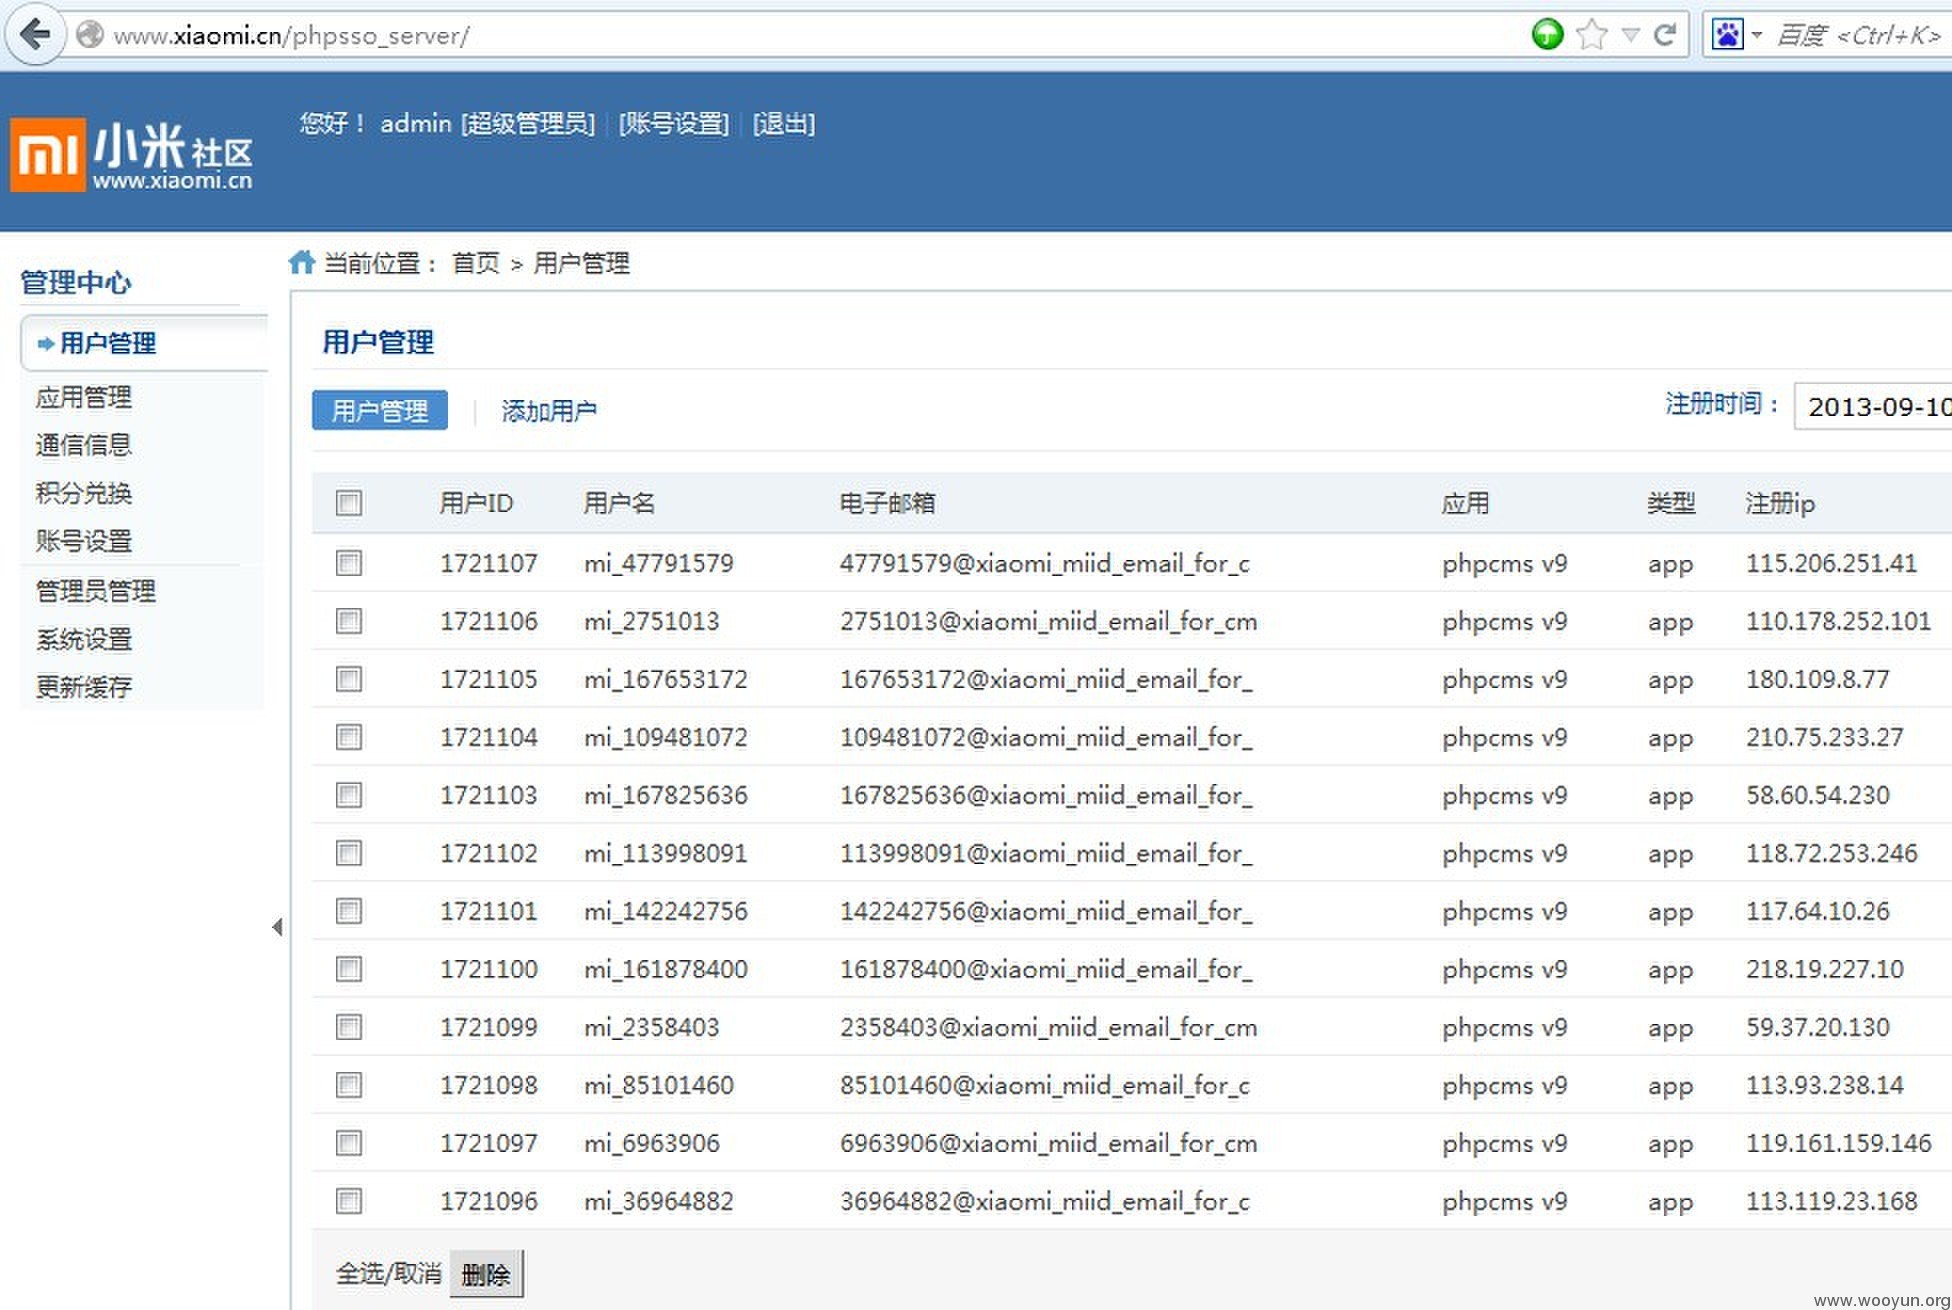 www.xiaomi.cn/phpsso_server/
百度 <Ctrl+K>
mi 小米社区
www.xiaomi.cn
您好！ admin [超级管理员] | [账号设置] | [退出]
管理中心
用户管理
应用管理
通信信息
积分兑换
账号设置
管理员管理
系统设置
更新缓存
当前位置： 首页 > 用户管理
用户管理
用户管理 | 添加用户 注册时间： 2013-09-10
用户ID 用户名 电子邮箱 应用 类型 注册ip
1721107 mi_47791579 47791579@xiaomi_miid_email_for_c phpcms v9 app 115.206.251.41
1721106 mi_2751013 2751013@xiaomi_miid_email_for_cm phpcms v9 app 110.178.252.101
1721105 mi_167653172 167653172@xiaomi_miid_email_for_ phpcms v9 app 180.109.8.77
1721104 mi_109481072 109481072@xiaomi_miid_email_for_ phpcms v9 app 210.75.233.27
1721103 mi_167825636 167825636@xiaomi_miid_email_for_ phpcms v9 app 58.60.54.230
1721102 mi_113998091 113998091@xiaomi_miid_email_for_ phpcms v9 app 118.72.253.246
1721101 mi_142242756 142242756@xiaomi_miid_email_for_ phpcms v9 app 117.64.10.26
1721100 mi_161878400 161878400@xiaomi_miid_email_for_ phpcms v9 app 218.19.227.10
1721099 mi_2358403 2358403@xiaomi_miid_email_for_cm phpcms v9 app 59.37.20.130
1721098 mi_85101460 85101460@xiaomi_miid_email_for_c phpcms v9 app 113.93.238.14
1721097 mi_6963906 6963906@xiaomi_miid_email_for_cm phpcms v9 app 119.161.159.146
1721096 mi_36964882 36964882@xiaomi_miid_email_for_c phpcms v9 app 113.119.23.168
全选/取消 删除
www.wooyun.org